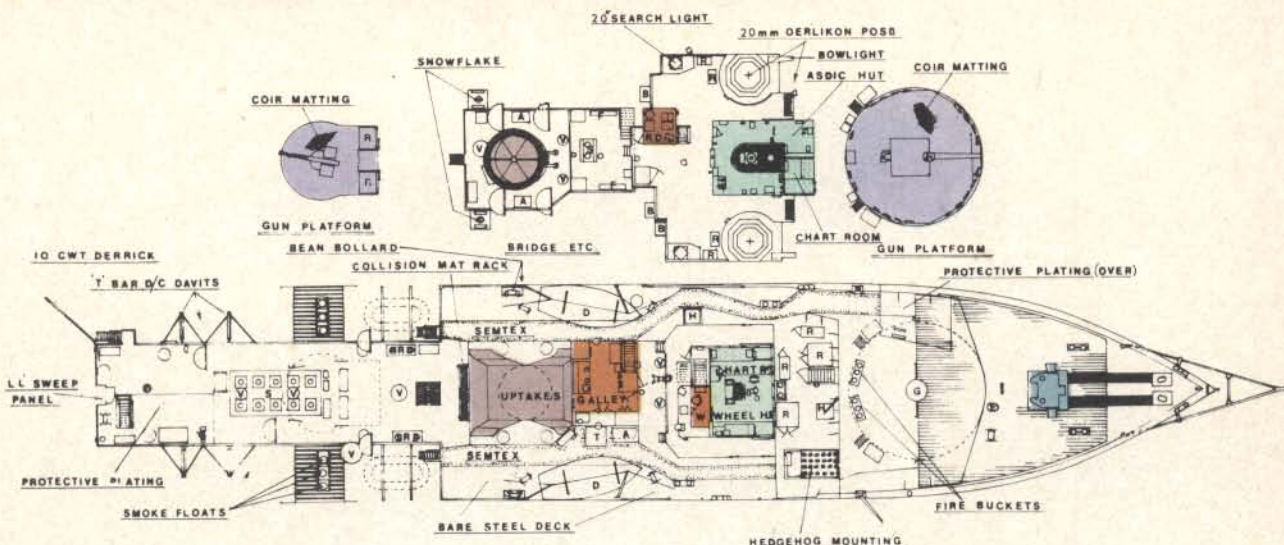 20" SEARCH LIGHT
20mm OERLIKON POSⁿ
SNOWFLAKE
BOWLIGHT
ASDIC HUT
COIR MATTING
COIR MATTING
R
R
B
A
V
V
R
F.
V
A
B
B
R
R
GUN PLATFORM
CHART ROOM
GUN PLATFORM
BEAN BOLLARD
BRIDGE ETC
10 CWT DERRICK
COLLISION MAT RACK
PROTECTIVE PLATING (OVER)
'T' BAR D/C DAVITS
D
SEMTEX
H
R
R
R
CHART R
LL' SWEEP
PANEL
S
V
UPTAKES
GALLEY
W
WHEEL H
G
T
A
R
H
SEMTEX
V
D
PROTECTIVE PLATING
SMOKE FLOATS
BARE STEEL DECK
FIRE BUCKETS
HEDGEHOG MOUNTING